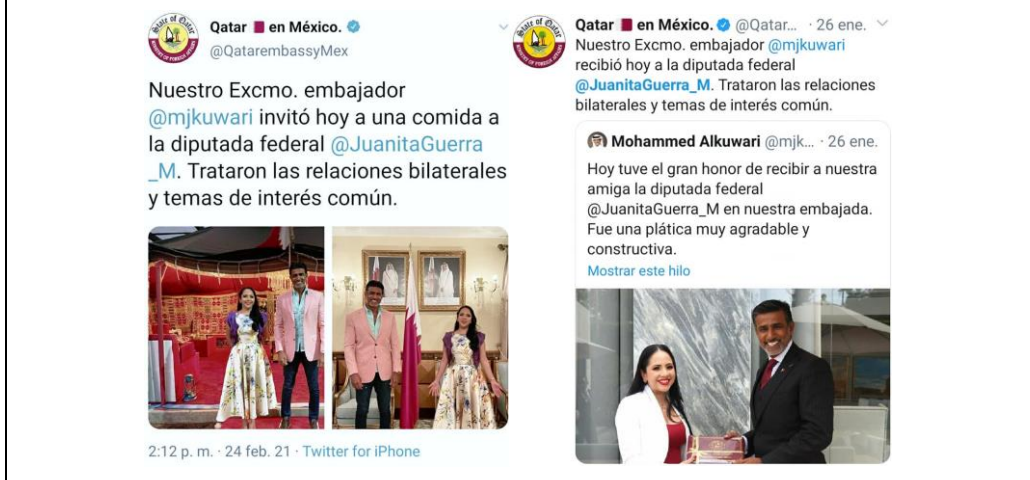 Qatar en México.
@QatarembassyMex
Nuestro Excmo. embajador
@mjkuwari invitó hoy a una comida a
la diputada federal @JuanitaGuerra
_M. Trataron las relaciones bilaterales
y temas de interés común.
2:12 p. m. · 24 feb. 21 · Twitter for iPhone
Qatar en México. @Qatar... · 26 ene.
Nuestro Excmo. embajador @mjkuwari
recibió hoy a la diputada federal
@JuanitaGuerra_M. Trataron las relaciones
bilaterales y temas de interés común.
Mohammed Alkuwari @mjk... · 26 ene.
Hoy tuve el gran honor de recibir a nuestra
amiga la diputada federal
@JuanitaGuerra_M en nuestra embajada.
Fue una plática muy agradable y
constructiva.
Mostrar este hilo